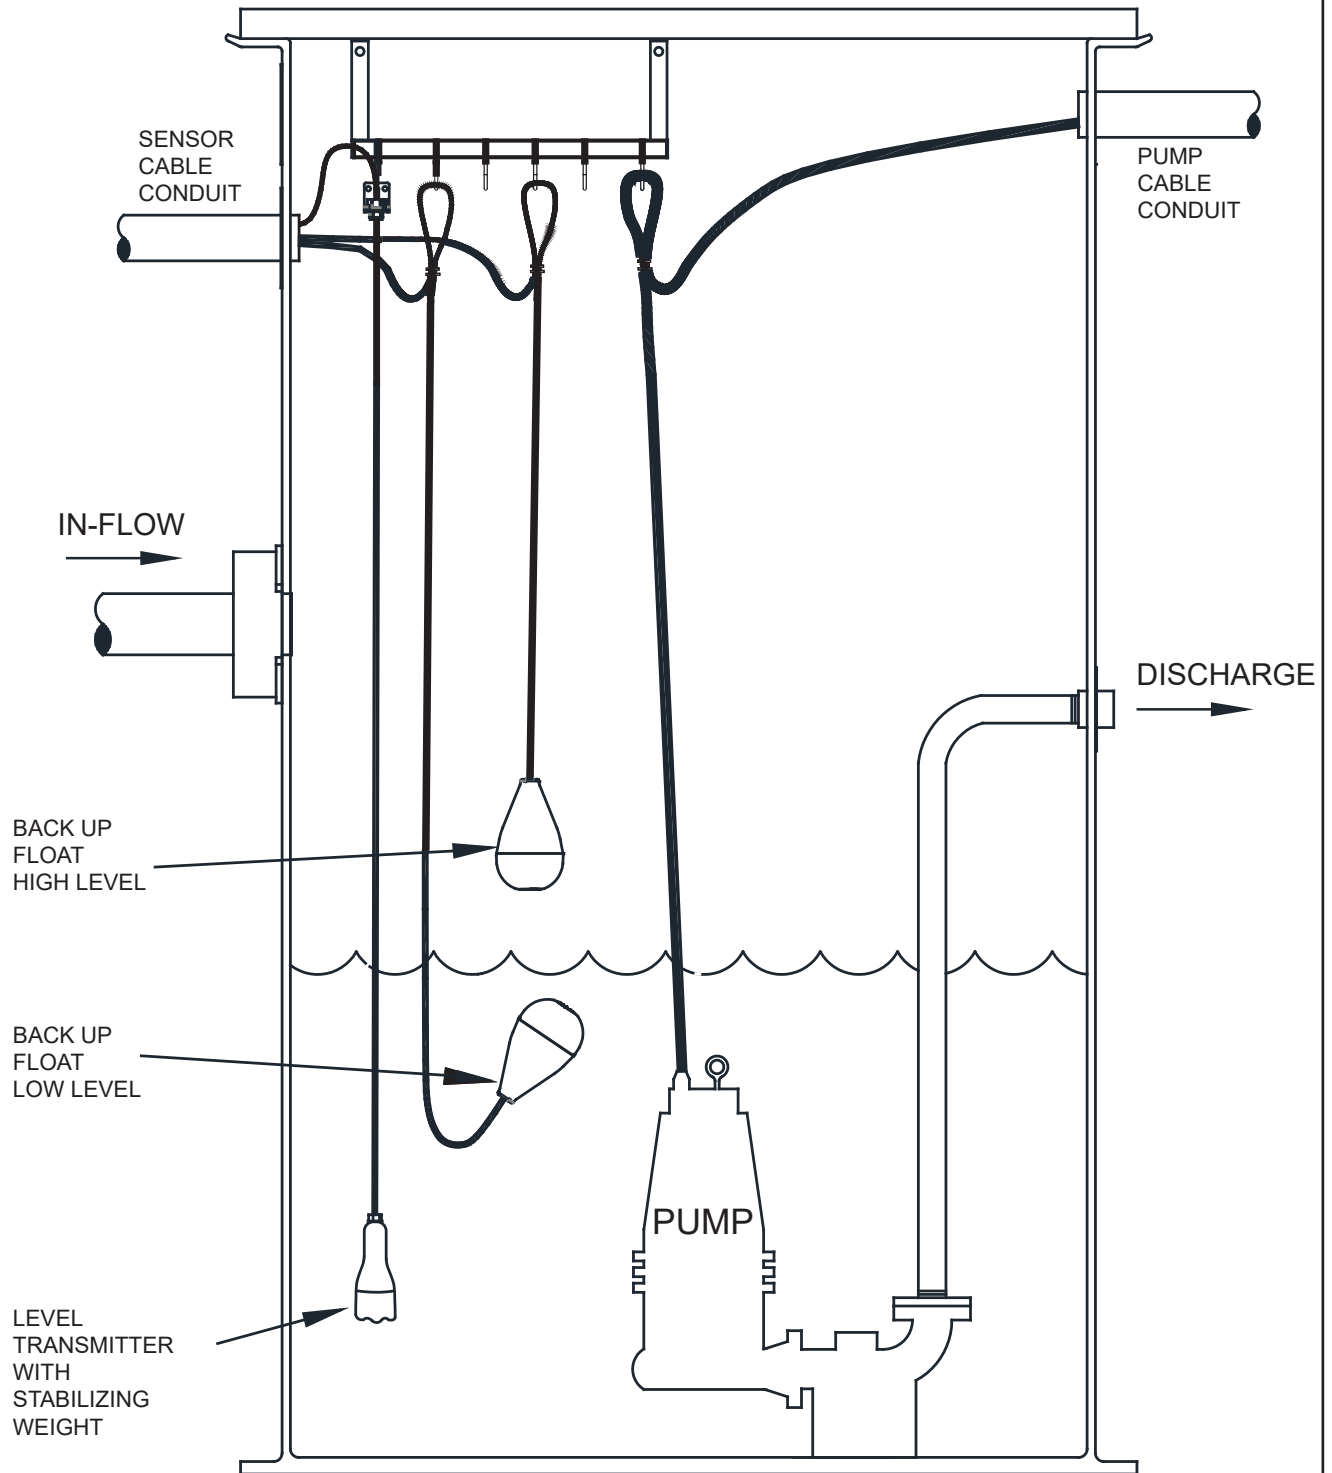 SENSOR
CABLE
CONDUIT
PUMP
CABLE
CONDUIT
IN-FLOW
DISCHARGE
BACK UP
FLOAT
HIGH LEVEL
BACK UP
FLOAT
LOW LEVEL
PUMP
LEVEL
TRANSMITTER
WITH
STABILIZING
WEIGHT